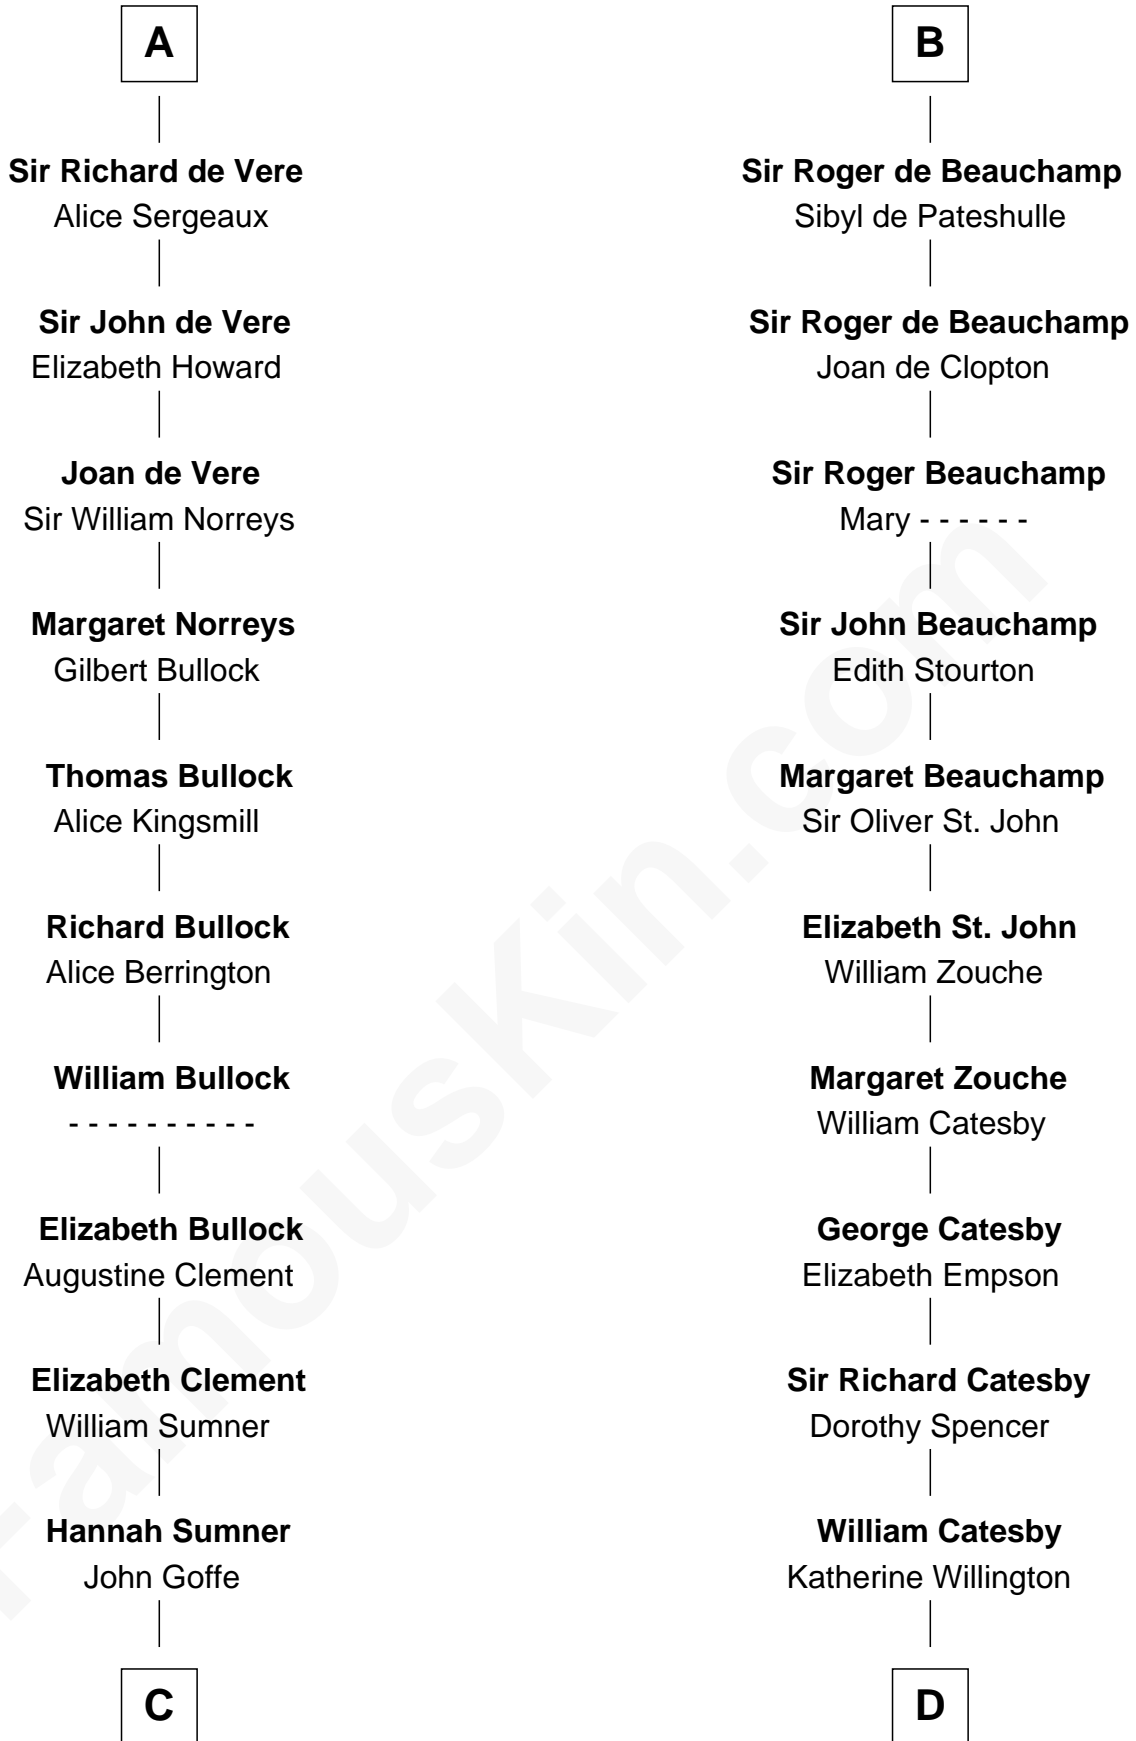 A
Sir Richard de Vere
Alice Sergeaux
Sir John de Vere
Elizabeth Howard
Joan de Vere
Sir William Norreys
Margaret Norreys
Gilbert Bullock
Thomas Bullock
Alice Kingsmill
Richard Bullock
Alice Berrington
William Bullock
- - - - - - - - - -
Elizabeth Bullock
Augustine Clement
Elizabeth Clement
William Sumner
Hannah Sumner
John Goffe
C
B
Sir Roger de Beauchamp
Sibyl de Pateshulle
Sir Roger de Beauchamp
Joan de Clopton
Sir Roger Beauchamp
Mary - - - - - -
Sir John Beauchamp
Edith Stourton
Margaret Beauchamp
Sir Oliver St. John
Elizabeth St. John
William Zouche
Margaret Zouche
William Catesby
George Catesby
Elizabeth Empson
Sir Richard Catesby
Dorothy Spencer
William Catesby
Katherine Willington
D
FamousKin.com